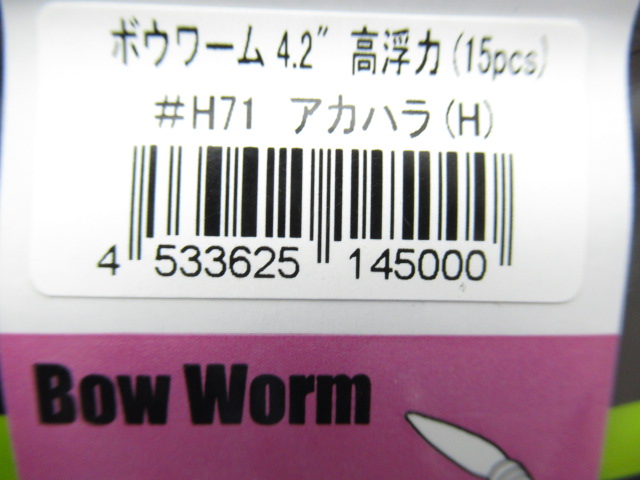 ボウワーム 4.2″ 高浮力 (15pcs)
#H71 アカハラ (H)
4 533625 145000
Bow Worm